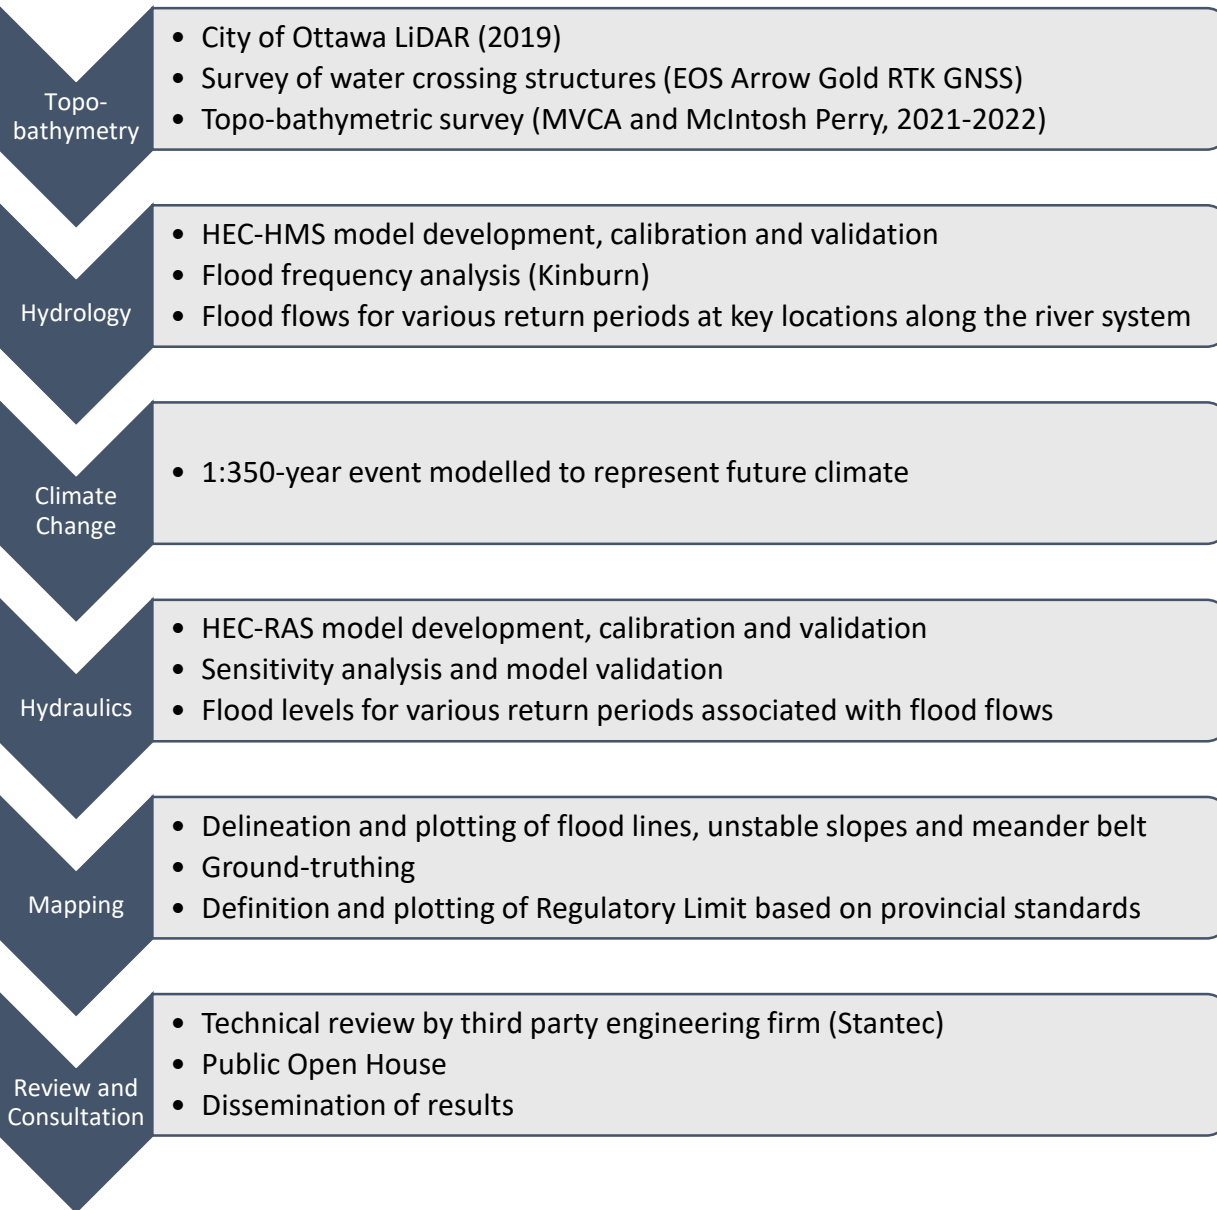 Topo-
bathymetry
• City of Ottawa LiDAR (2019)
• Survey of water crossing structures (EOS Arrow Gold RTK GNSS)
• Topo-bathymetric survey (MVCA and McIntosh Perry, 2021-2022)
Hydrology
• HEC-HMS model development, calibration and validation
• Flood frequency analysis (Kinburn)
• Flood flows for various return periods at key locations along the river system
Climate
Change
• 1:350-year event modelled to represent future climate
Hydraulics
• HEC-RAS model development, calibration and validation
• Sensitivity analysis and model validation
• Flood levels for various return periods associated with flood flows
Mapping
• Delineation and plotting of flood lines, unstable slopes and meander belt
• Ground-truthing
• Definition and plotting of Regulatory Limit based on provincial standards
Review and
Consultation
• Technical review by third party engineering firm (Stantec)
• Public Open House
• Dissemination of results